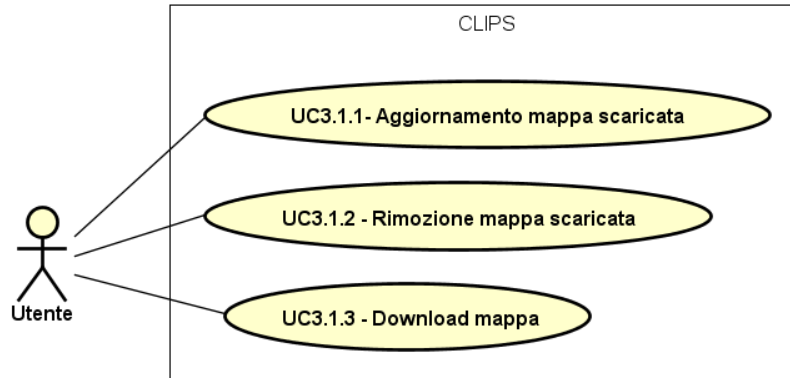 CLIPS
UC3.1.1- Aggiornamento mappa scaricata
UC3.1.2 - Rimozione mappa scaricata
UC3.1.3 - Download mappa
Utente